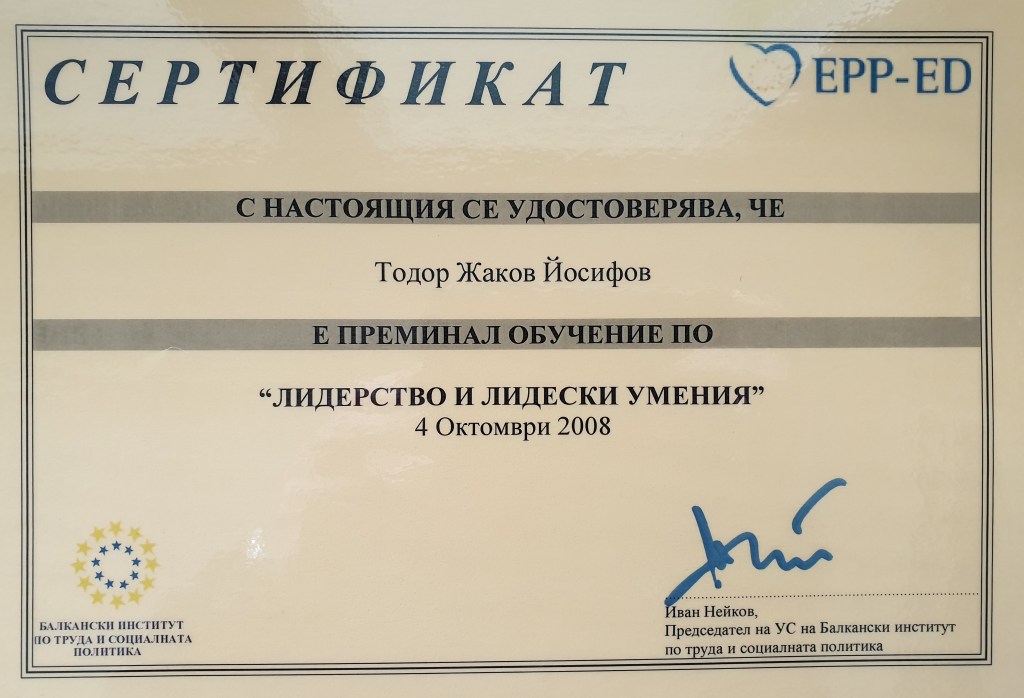 СЕРТИФИКАТ
EPP-ED
С НАСТОЯЩИЯ СЕ УДОСТОВЕРЯВА, ЧЕ
Тодор Жаков Йосифов
Е ПРЕМИНАЛ ОБУЧЕНИЕ ПО
“ЛИДЕРСТВО И ЛИДЕСКИ УМЕНИЯ”
4 Октомври 2008
БАЛКАНСКИ ИНСТИТУТ
ПО ТРУДА И СОЦИАЛНАТА
ПОЛИТИКА
Иван Нейков,
Председател на УС на Балкански институт
по труда и социалната политика